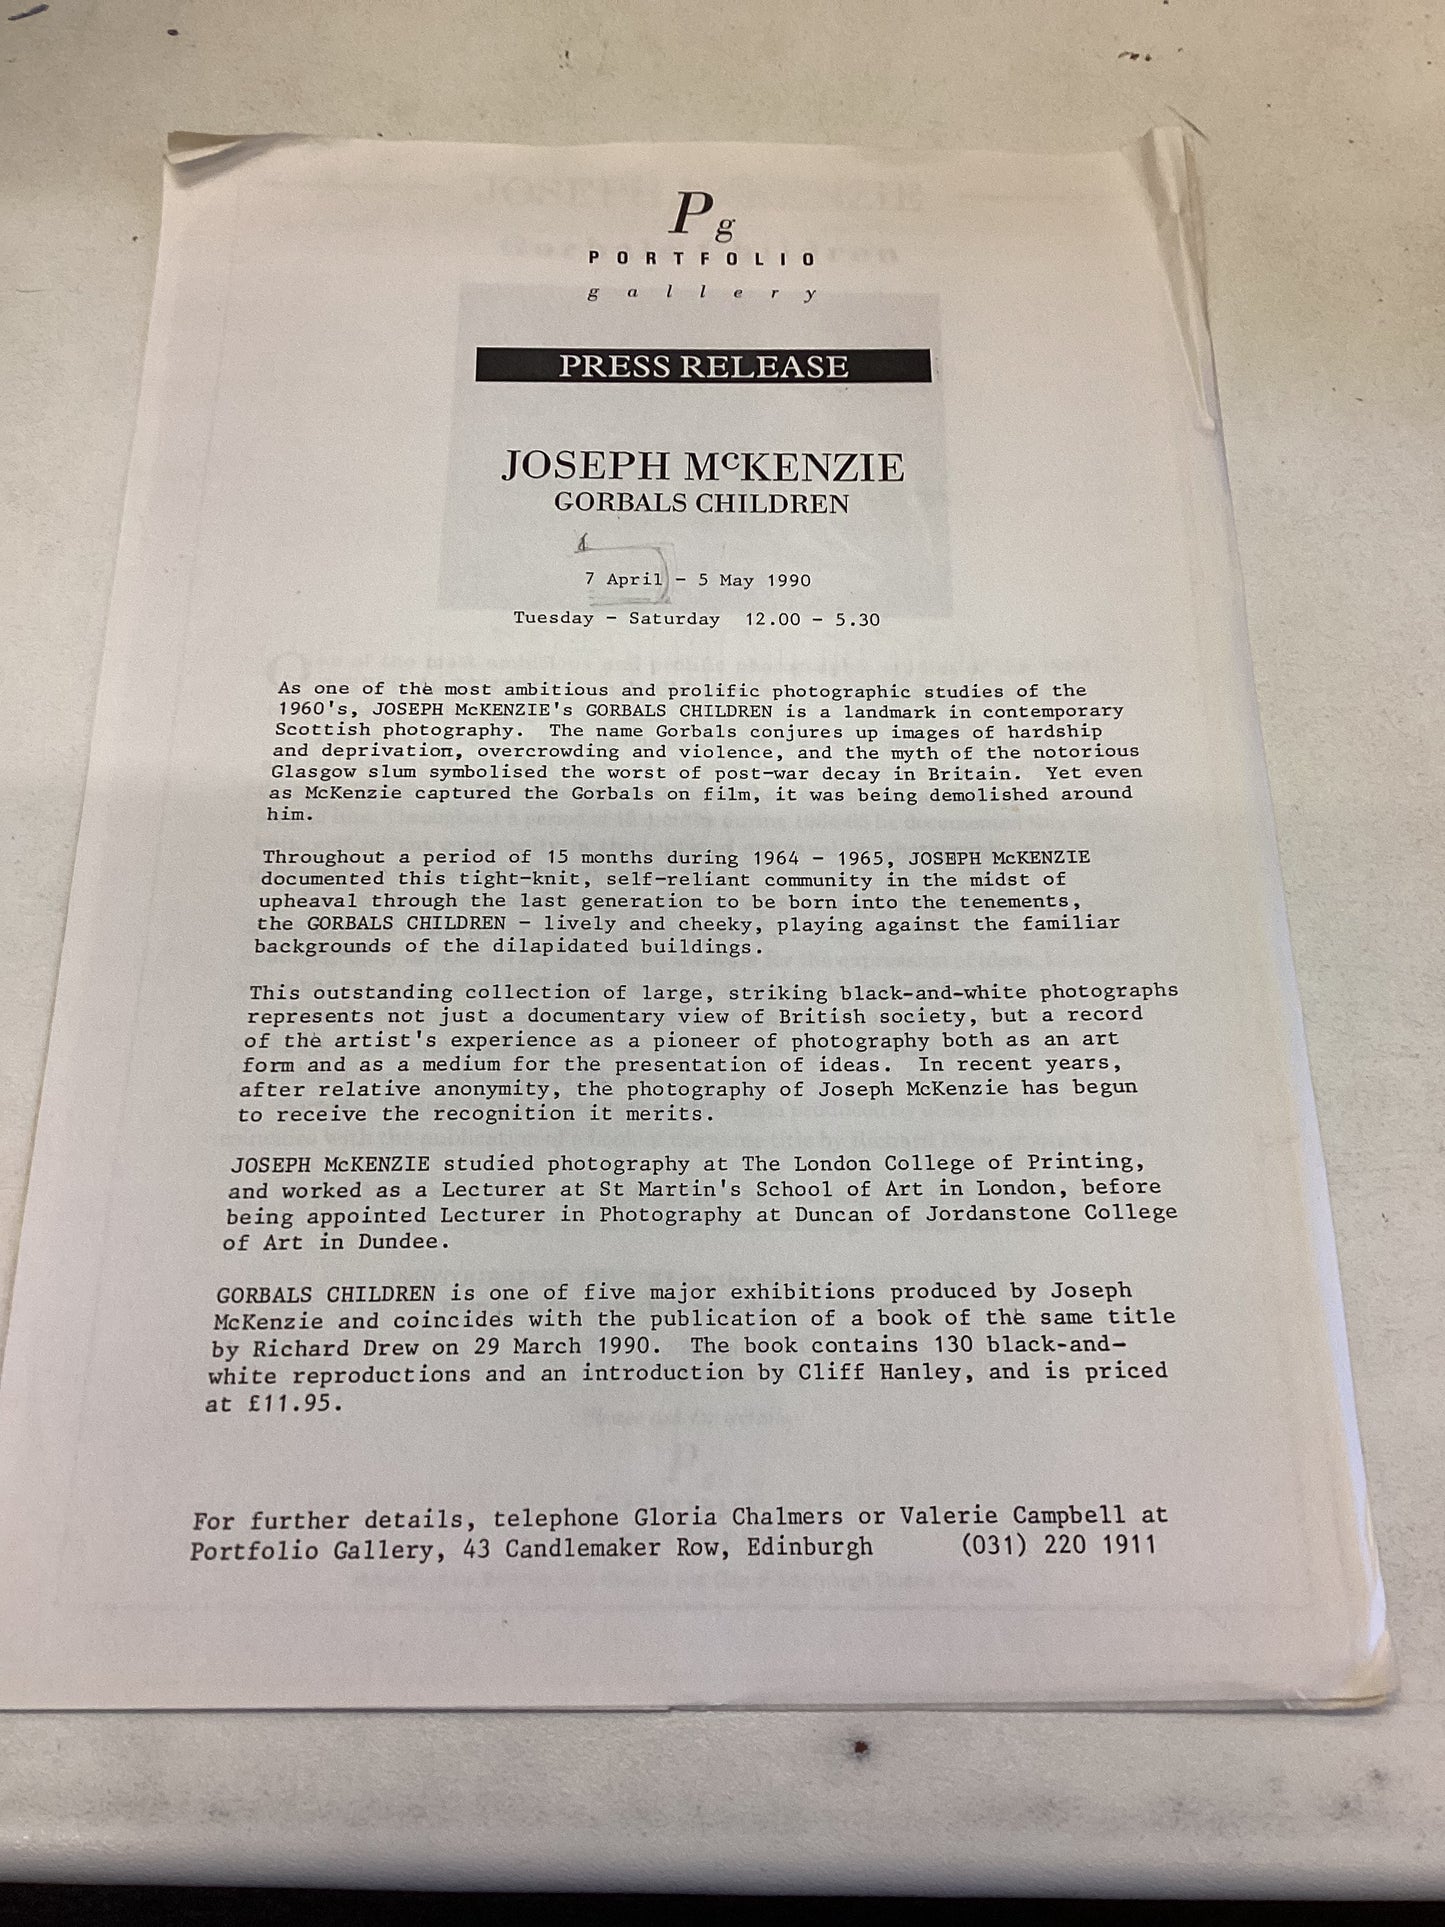 Pg
PORTFOLIO
gallery
PRESS RELEASE
JOSEPH McKENZIE
GORBALS CHILDREN
7 April - 5 May 1990
Tuesday - Saturday 12.00 - 5.30
As one of the most ambitious and prolific photographic studies of the
1960's, JOSEPH McKENZIE's GORBALS CHILDREN is a landmark in contemporary
Scottish photography. The name Gorbals conjures up images of hardship
and deprivation, overcrowding and violence, and the myth of the notorious
Glasgow slum symbolised the worst of post-war decay in Britain. Yet even
as McKenzie captured the Gorbals on film, it was being demolished around
him.
Throughout a period of 15 months during 1964 - 1965, JOSEPH McKENZIE
documented this tight-knit, self-reliant community in the midst of
upheaval through the last generation to be born into the tenements,
the GORBALS CHILDREN - lively and cheeky, playing against the familiar
backgrounds of the dilapidated buildings.
This outstanding collection of large, striking black-and-white photographs
represents not just a documentary view of British society, but a record
of the artist's experience as a pioneer of photography both as an art
form and as a medium for the presentation of ideas. In recent years,
after relative anonymity, the photography of Joseph McKenzie has begun
to receive the recognition it merits.
JOSEPH McKENZIE studied photography at The London College of Printing,
and worked as a Lecturer at St Martin's School of Art in London, before
being appointed Lecturer in Photography at Duncan of Jordanstone College
of Art in Dundee.
GORBALS CHILDREN is one of five major exhibitions produced by Joseph
McKenzie and coincides with the publication of a book of the same title
by Richard Drew on 29 March 1990. The book contains 130 black-and-
white reproductions and an introduction by Cliff Hanley, and is priced
at £11.95.
For further details, telephone Gloria Chalmers or Valerie Campbell at
Portfolio Gallery, 43 Candlemaker Row, Edinburgh (031) 220 1911